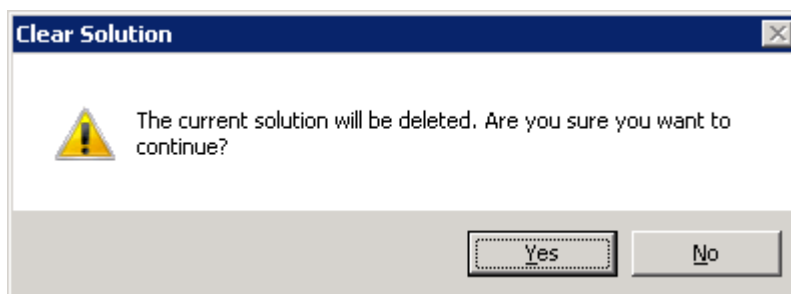 Clear Solution
The current solution will be deleted. Are you sure you want to
continue?
Yes
No